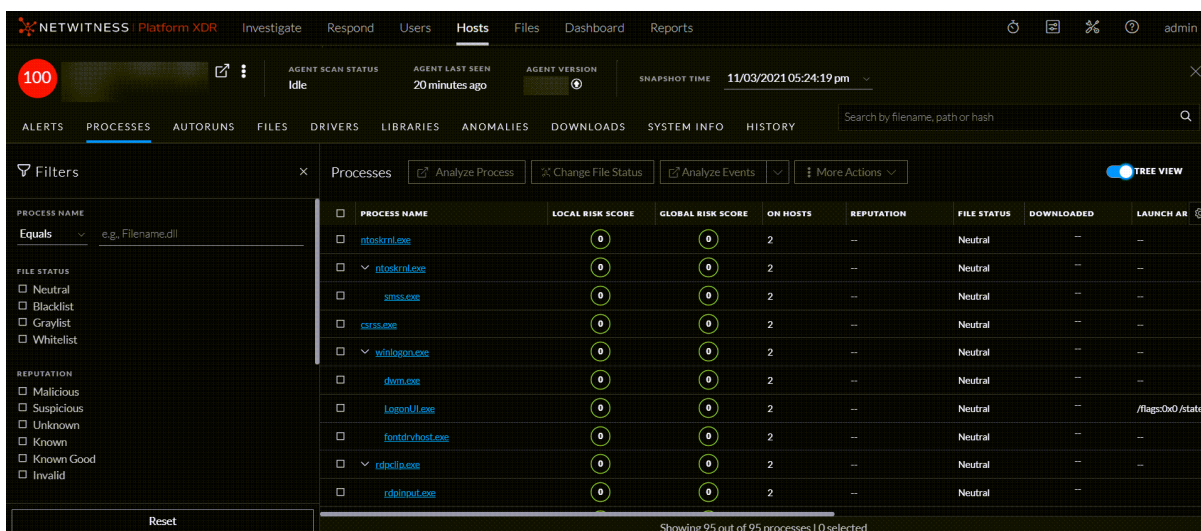 NETWITNESS Platform XDR Investigate Respond Users Hosts Files Dashboard Reports admin
100 AGENT SCAN STATUS AGENT LAST SEEN AGENT VERSION SNAPSHOT TIME 11/03/2021 05:24:19 pm
Idle 20 minutes ago
ALERTS PROCESSES AUTORUNS FILES DRIVERS LIBRARIES ANOMALIES DOWNLOADS SYSTEM INFO HISTORY Search by filename, path or hash
Filters Processes Analyze Process Change File Status Analyze Events More Actions TREE VIEW
PROCESS NAME
Equals e.g., Filename.dll
FILE STATUS
Neutral
Blacklist
Graylist
Whitelist
REPUTATION
Malicious
Suspicious
Unknown
Known
Known Good
Invalid
Reset
PROCESS NAME LOCAL RISK SCORE GLOBAL RISK SCORE ON HOSTS REPUTATION FILE STATUS DOWNLOADED LAUNCH AR
ntoskrnl.exe 0 0 2 -- Neutral -- --
ntoskrnl.exe 0 0 2 -- Neutral -- --
smss.exe 0 0 2 -- Neutral -- --
csrss.exe 0 0 2 -- Neutral -- --
winlogon.exe 0 0 2 -- Neutral -- --
dwm.exe 0 0 2 -- Neutral -- --
LogonUI.exe 0 0 2 -- Neutral -- /flags:0x0 /state
fontdrvhost.exe 0 0 2 -- Neutral -- --
rdpclip.exe 0 0 2 -- Neutral -- --
rdpinput.exe 0 0 2 -- Neutral -- --
Showing 95 out of 95 processes | 0 selected